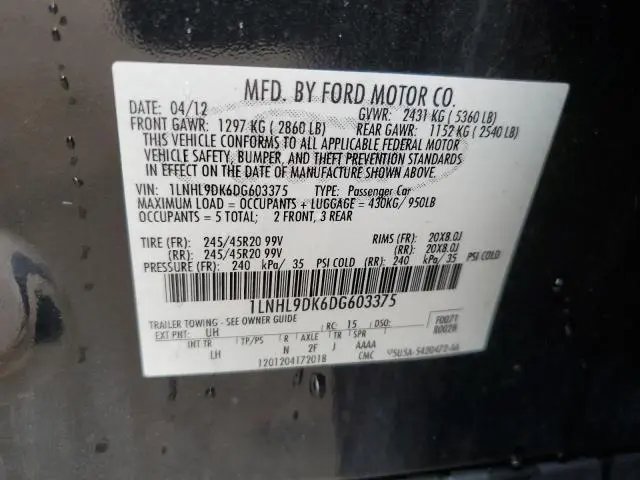 MFD. BY FORD MOTOR CO.
DATE: 04/12 GVWR: 2431 KG ( 5360 LB)
FRONT GAWR: 1297 KG ( 2860 LB) REAR GAWR: 1152 KG ( 2540 LB)
THIS VEHICLE CONFORMS TO ALL APPLICABLE FEDERAL MOTOR
VEHICLE SAFETY, BUMPER, AND THEFT PREVENTION STANDARDS
IN EFFECT ON THE DATE OF MANUFACTURE SHOWN ABOVE.
VIN: 1LNHL9DK6DG603375 TYPE: Passenger Car
MAXIMUM LOAD = OCCUPANTS + LUGGAGE = 430KG/ 950LB
OCCUPANTS = 5 TOTAL; 2 FRONT, 3 REAR
TIRE (FR): 245/45R20 99V RIMS (FR): 20X8.0J
(RR): 245/45R20 99V (RR): 20X8.0J
PRESSURE (FR): 240 kPa/ 35 PSI COLD (RR): 240 kPa/ 35 PSI COLD
1LNHL9DK6DG603375
TRAILER TOWING - SEE OWNER GUIDE
EXT PNT: UH RC: 15 DSO: F0071
INT TR TP/PS R AXLE TR SPR R0028
LH N 2F J AAAA
1201204172018 CMC